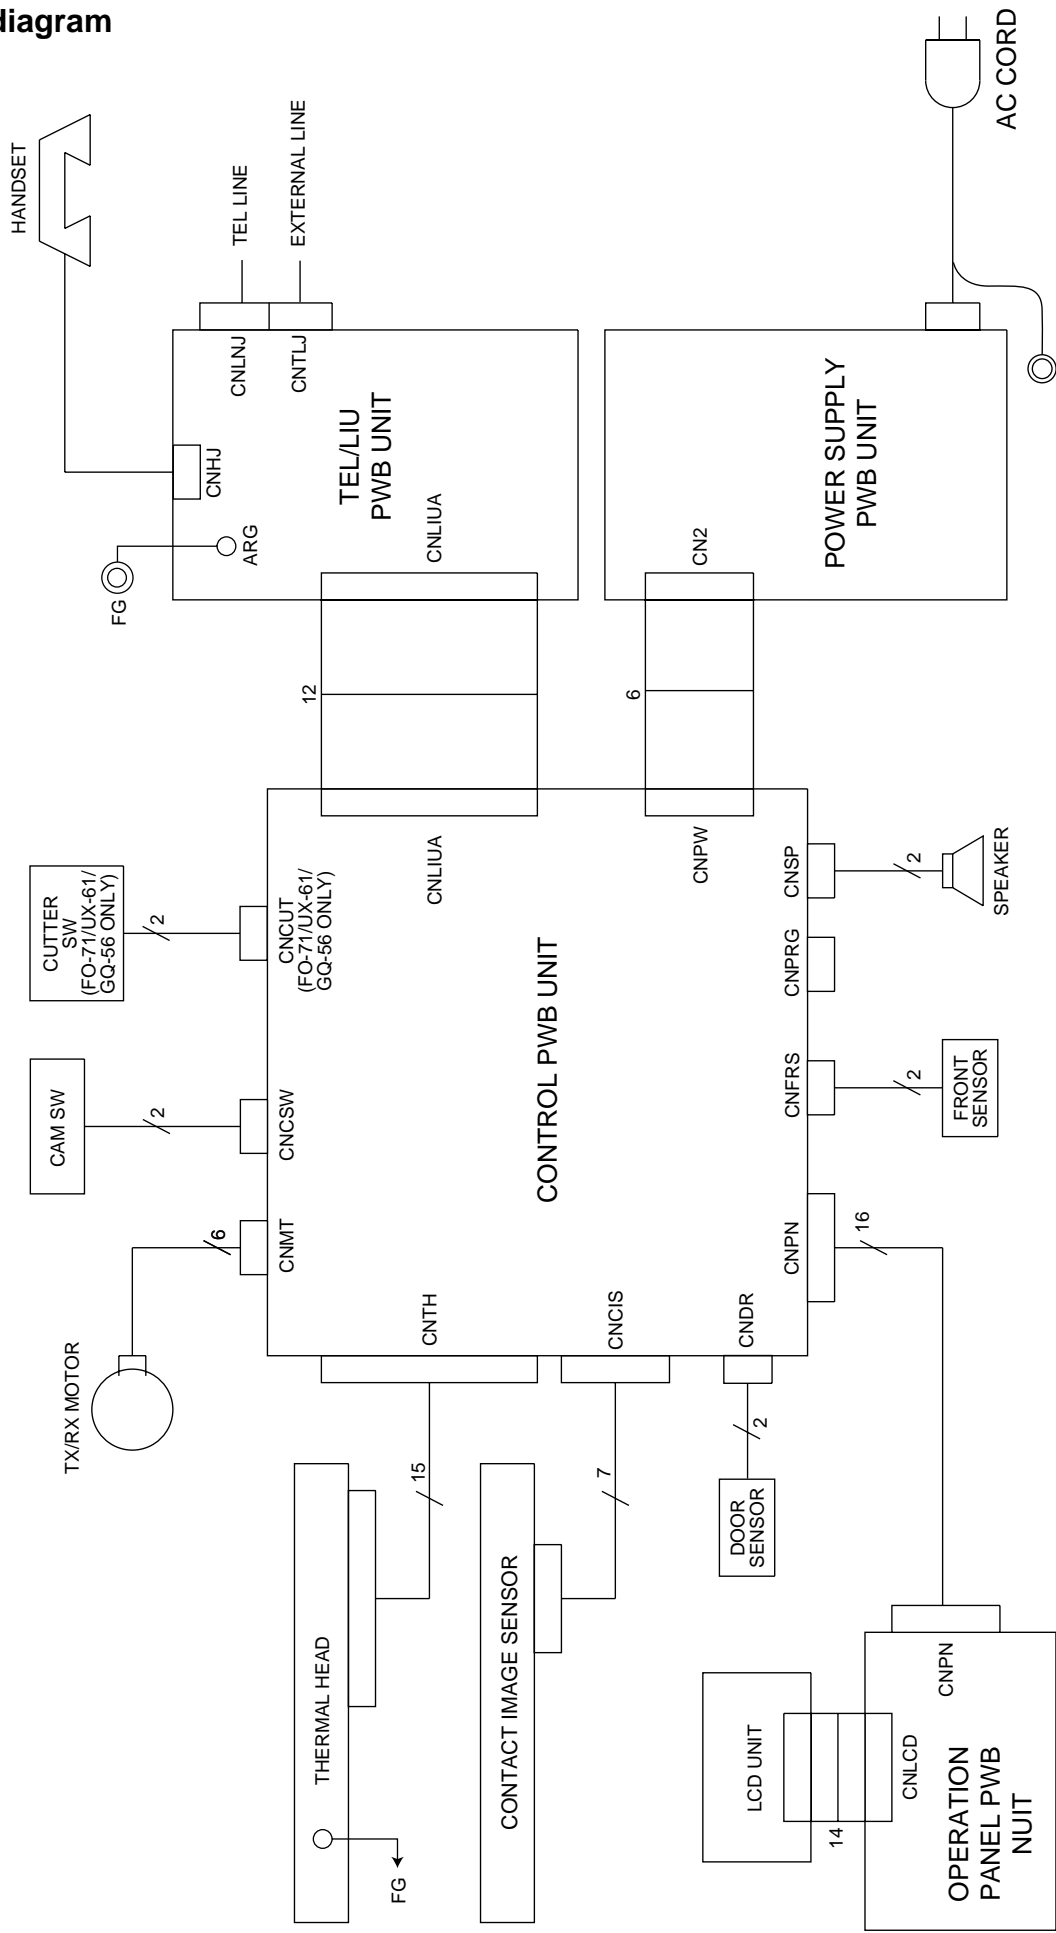 diagram
HANDSET
TEL LINE
EXTERNAL LINE
AC CORD
CNLNJ
CNTLJ
CNHJ
FG
ARG
TEL/LIU
PWB UNIT
CNLIUA
POWER SUPPLY
PWB UNIT
CN2
12
6
CUTTER
SW
(FO-71/UX-61/
GQ-56 ONLY)
2
CNCUT
(FO-71/UX-61/
GQ-56 ONLY)
CNLIUA
CNPW
CNSP
2
SPEAKER
CNPRG
CONTROL PWB UNIT
CAM SW
2
CNCSW
CNFRS
2
FRONT
SENSOR
TX/RX MOTOR
6
CNMT
CNTH
CNCIS
CNDR
CNPN
16
15
7
2
DOOR
SENSOR
THERMAL HEAD
FG
CONTACT IMAGE SENSOR
LCD UNIT
14
CNLCD
CNPN
OPERATION
PANEL PWB
NUIT